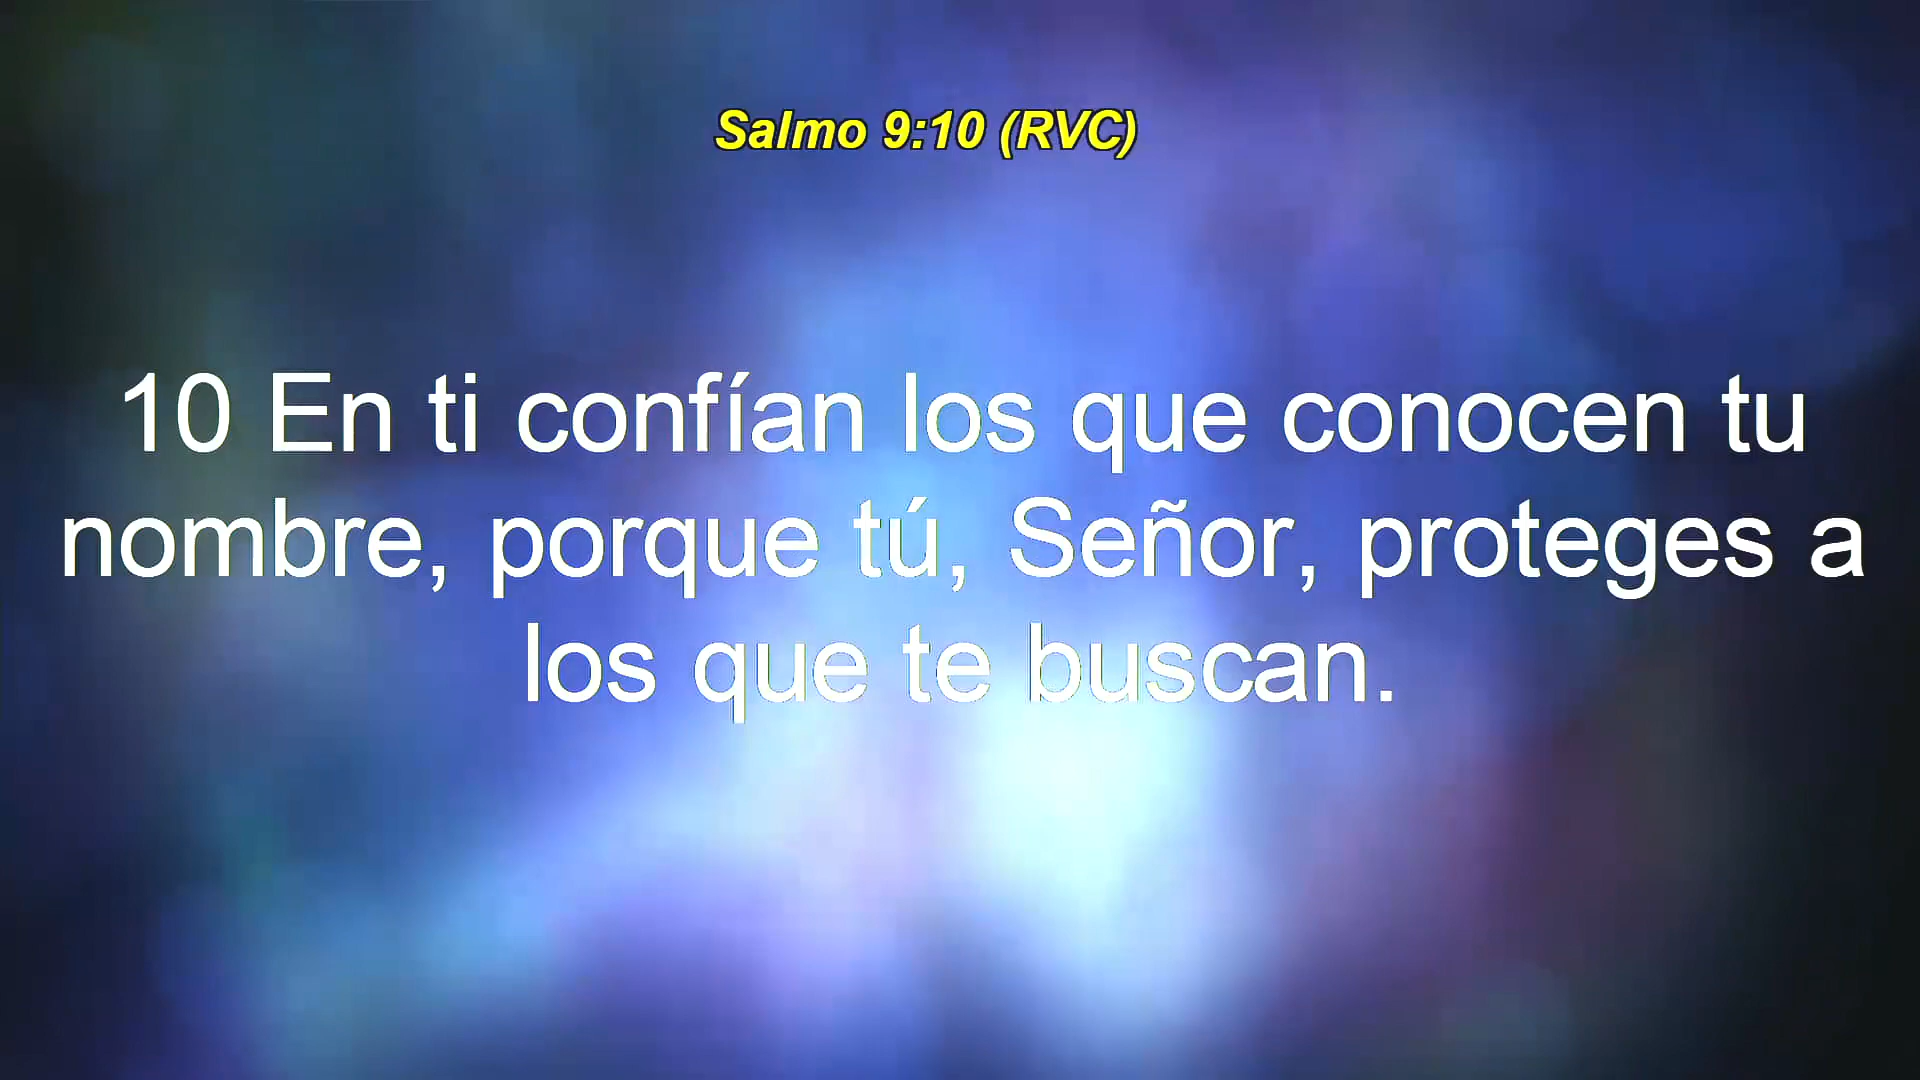 Salmo 9:10 (RVC)
10 En ti confían los que conocen tu
nombre, porque tú, Señor, proteges a
los que te buscan.